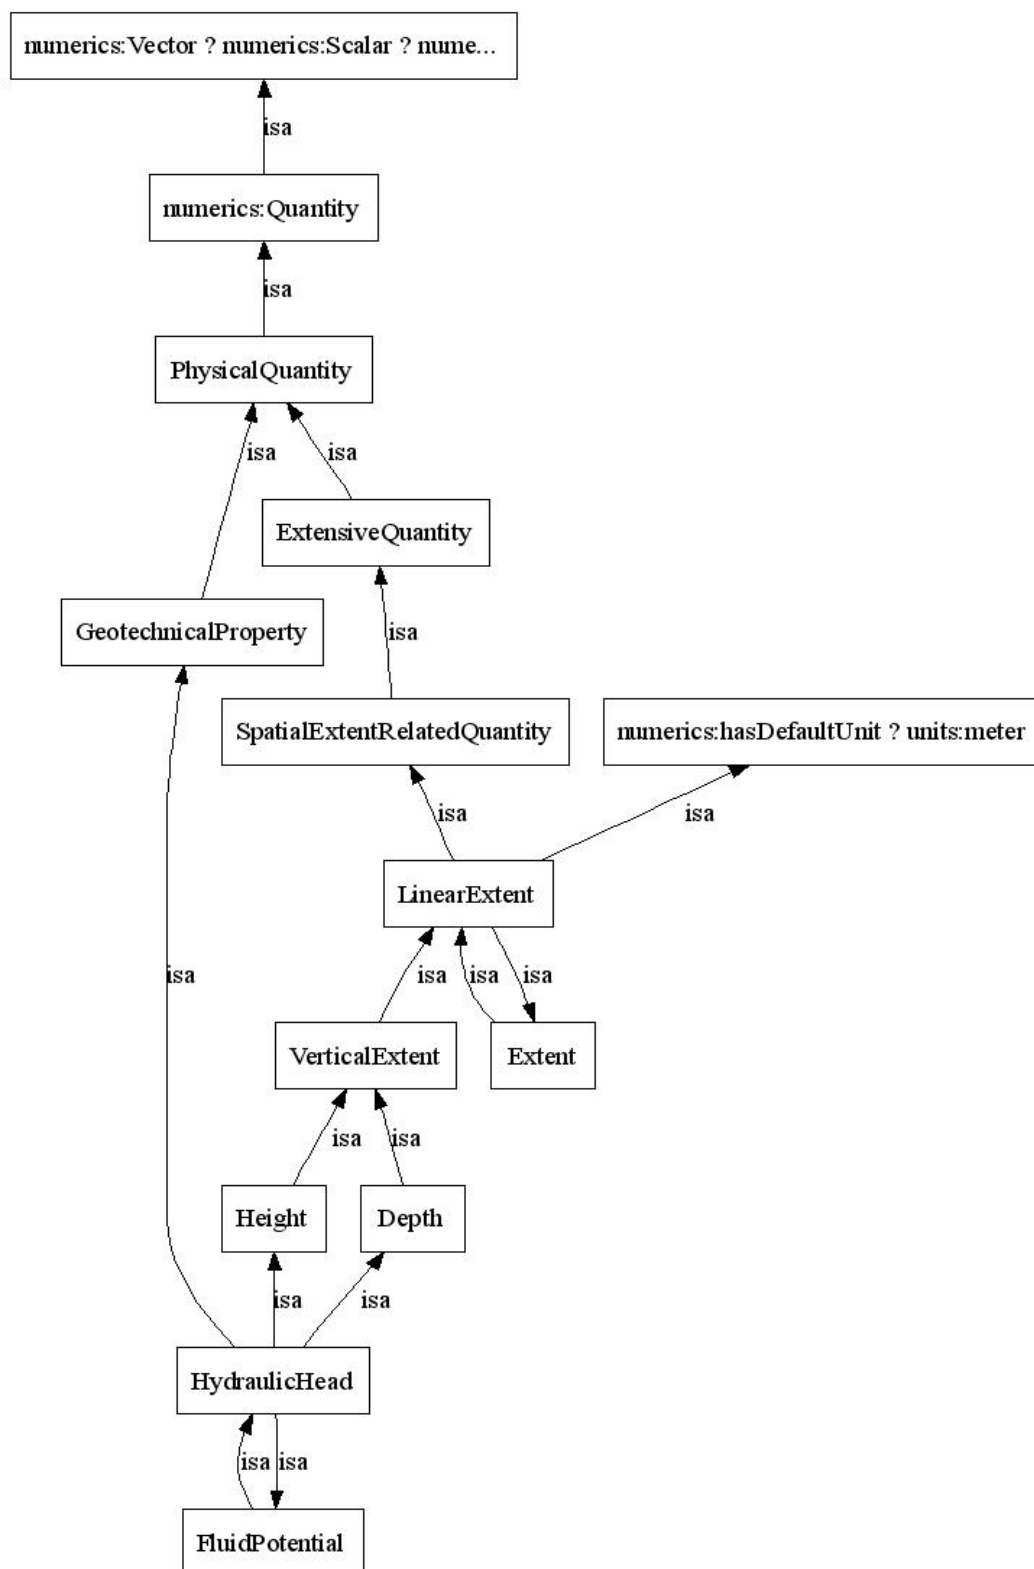 numerics:Vector ? numerics:Scalar ? nume...
isa
numerics:Quantity
isa
PhysicalQuantity
isa
isa
ExtensiveQuantity
GeotechnicalProperty
isa
SpatialExtentRelatedQuantity
numerics:hasDefaultUnit ? units:meter
isa
isa
LinearExtent
isa
isa
isa
isa
VerticalExtent
Extent
isa
isa
Height
Depth
isa
isa
HydraulicHead
isa
isa
FluidPotential